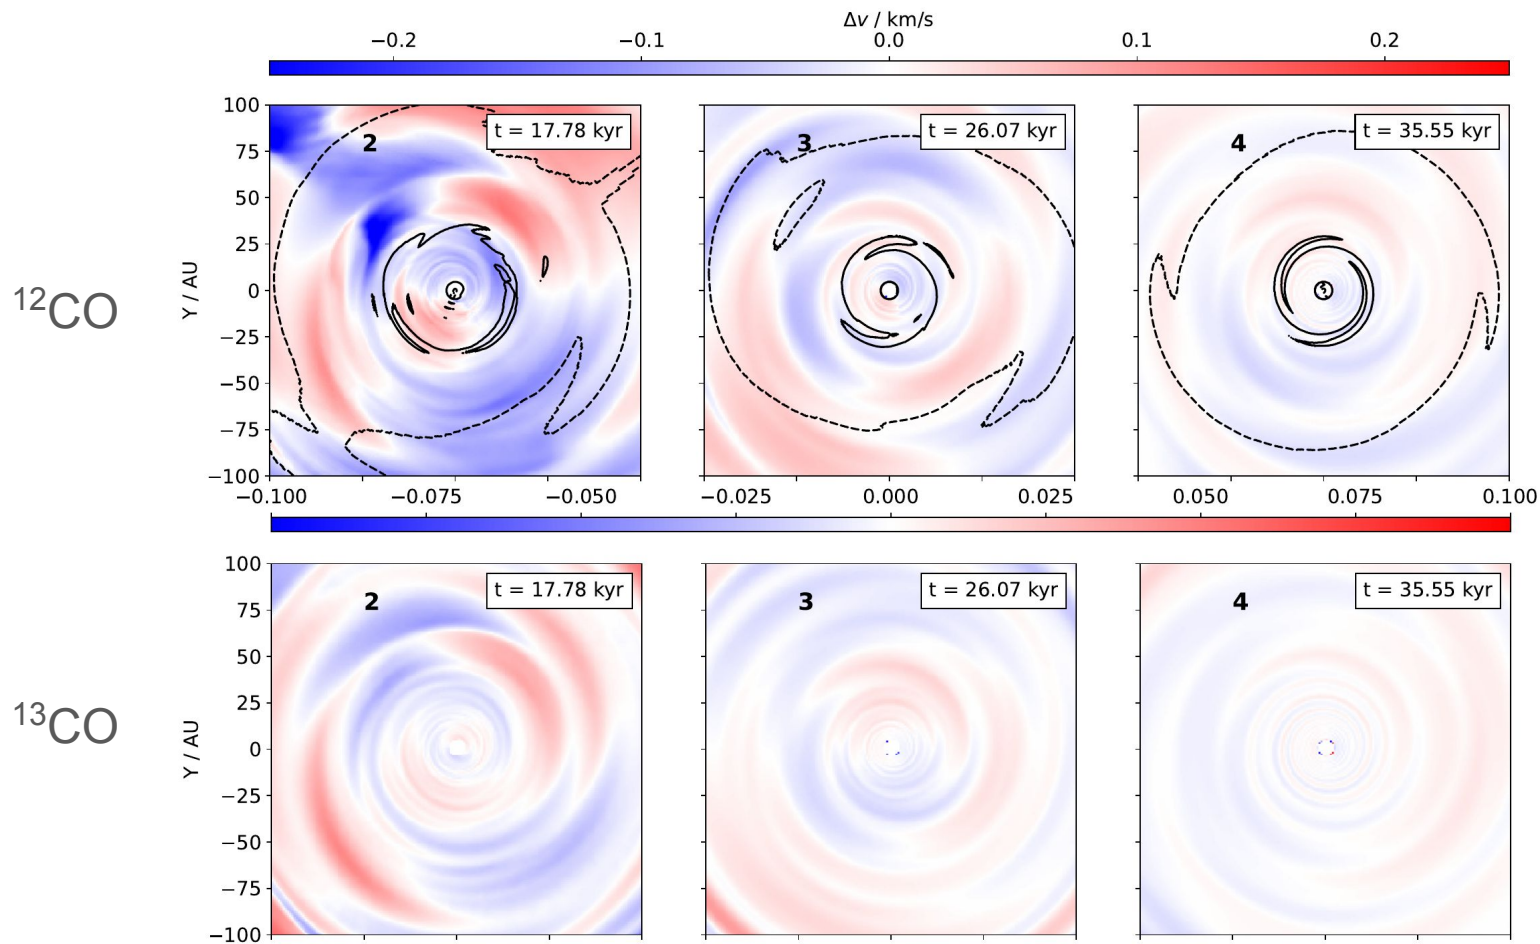 Δv / km/s
−0.2 −0.1 0.0 0.1 0.2
100
75
50
25
0
−25
−50
−75
−100
Y / AU
¹²CO
2
t = 17.78 kyr
3
t = 26.07 kyr
4
t = 35.55 kyr
−0.100 −0.075 −0.050 −0.025 0.000 0.025 0.050 0.075 0.100
100
75
50
25
0
−25
−50
−75
−100
Y / AU
¹³CO
2
t = 17.78 kyr
3
t = 26.07 kyr
4
t = 35.55 kyr